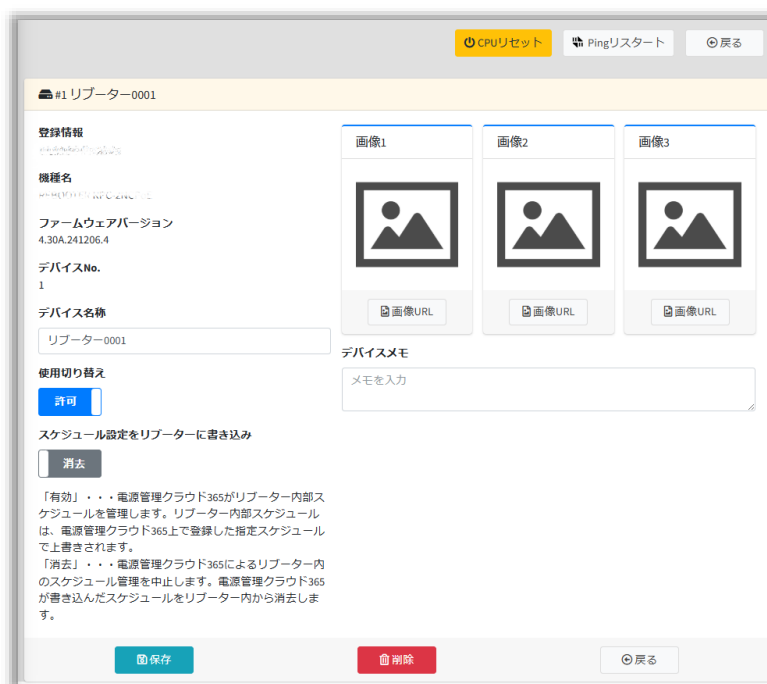 CPUリセット Pingリスタート 戻る
#1 リブーター0001
登録情報
機種名
ファームウェアバージョン
4.30A.241206.4
デバイスNo.
1
デバイス名称
リブーター0001
使用切り替え
許可
スケジュール設定をリブーターに書き込み
消去
「有効」・・・電源管理クラウド365がリブーター内部ス
ケジュールを管理します。リブーター内部スケジュール
は、電源管理クラウド365上で登録した指定スケジュール
で上書きされます。
「消去」・・・電源管理クラウド365によるリブーター内
のスケジュール管理を中止します。電源管理クラウド365
が書き込んだスケジュールをリブーター内から消去しま
す。
画像1 画像2 画像3
画像URL 画像URL 画像URL
デバイスメモ
メモを入力
保存 削除 戻る